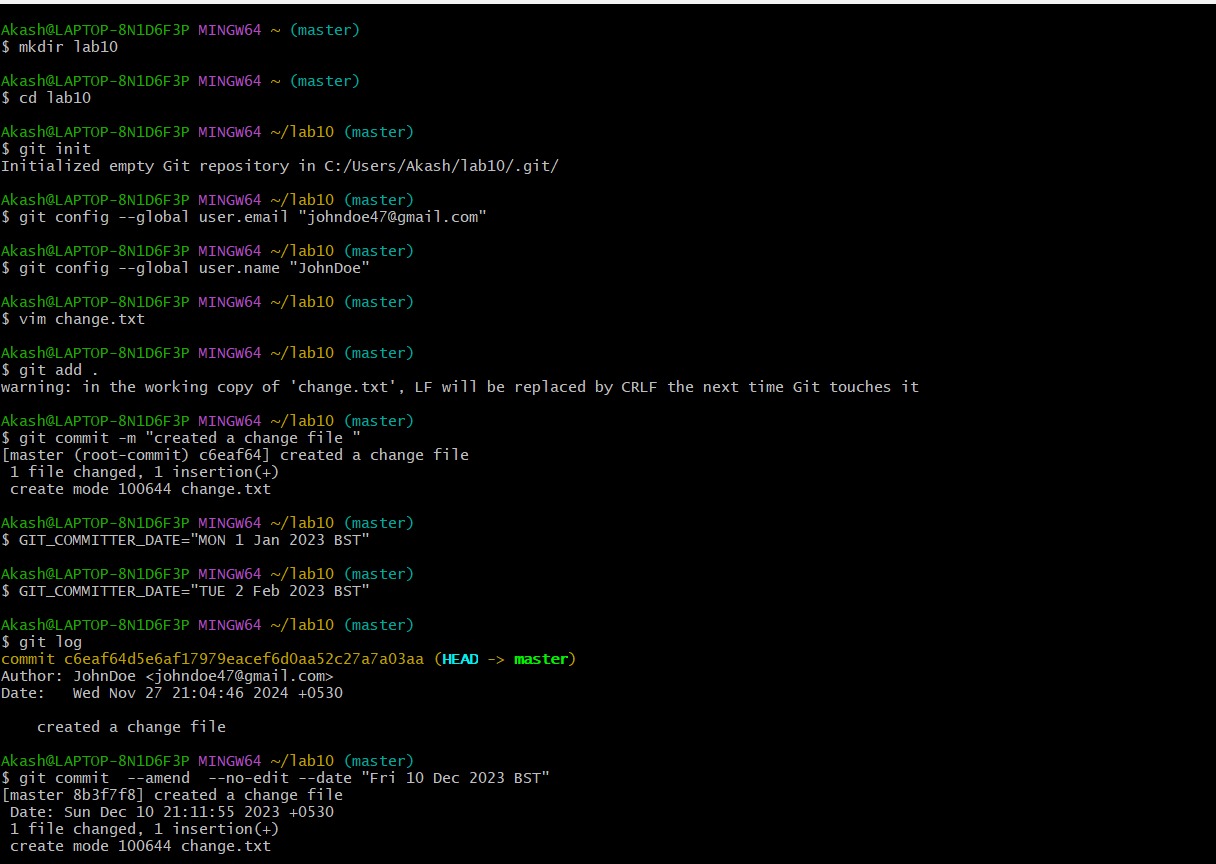 Akash@LAPTOP-8N1D6F3P MINGW64 ~ (master)
$ mkdir lab10
Akash@LAPTOP-8N1D6F3P MINGW64 ~ (master)
$ cd lab10
Akash@LAPTOP-8N1D6F3P MINGW64 ~/lab10 (master)
$ git init
Initialized empty Git repository in C:/Users/Akash/lab10/.git/
Akash@LAPTOP-8N1D6F3P MINGW64 ~/lab10 (master)
$ git config --global user.email "johndoe47@gmail.com"
Akash@LAPTOP-8N1D6F3P MINGW64 ~/lab10 (master)
$ git config --global user.name "JohnDoe"
Akash@LAPTOP-8N1D6F3P MINGW64 ~/lab10 (master)
$ vim change.txt
Akash@LAPTOP-8N1D6F3P MINGW64 ~/lab10 (master)
$ git add .
warning: in the working copy of 'change.txt', LF will be replaced by CRLF the next time Git touches it
Akash@LAPTOP-8N1D6F3P MINGW64 ~/lab10 (master)
$ git commit -m "created a change file "
[master (root-commit) c6eaf64] created a change file
 1 file changed, 1 insertion(+)
 create mode 100644 change.txt
Akash@LAPTOP-8N1D6F3P MINGW64 ~/lab10 (master)
$ GIT_COMMITTER_DATE="MON 1 Jan 2023 BST"
Akash@LAPTOP-8N1D6F3P MINGW64 ~/lab10 (master)
$ GIT_COMMITTER_DATE="TUE 2 Feb 2023 BST"
Akash@LAPTOP-8N1D6F3P MINGW64 ~/lab10 (master)
$ git log
commit c6eaf64d5e6af17979eacef6d0aa52c27a7a03aa (HEAD -> master)
Author: JohnDoe <johndoe47@gmail.com>
Date:   Wed Nov 27 21:04:46 2024 +0530
    created a change file
Akash@LAPTOP-8N1D6F3P MINGW64 ~/lab10 (master)
$ git commit  --amend  --no-edit --date "Fri 10 Dec 2023 BST"
[master 8b3f7f8] created a change file
 Date: Sun Dec 10 21:11:55 2023 +0530
 1 file changed, 1 insertion(+)
 create mode 100644 change.txt